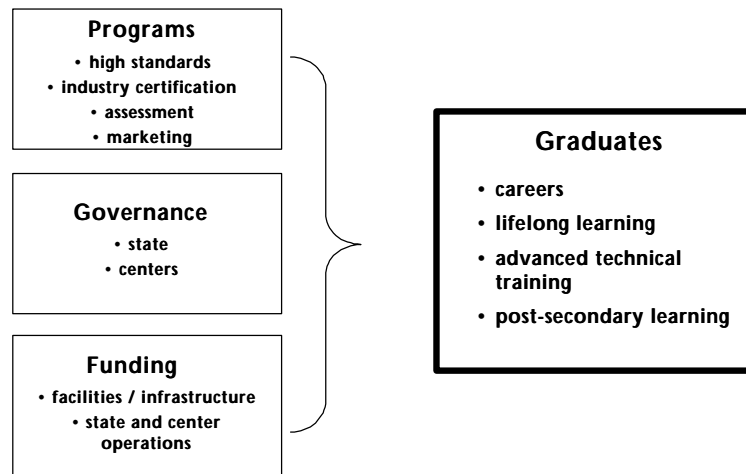 Programs
• high standards
• industry certification
• assessment
• marketing
Governance
• state
• centers
Funding
• facilities / infrastructure
• state and center
operations
Graduates
• careers
• lifelong learning
• advanced technical
training
• post-secondary learning